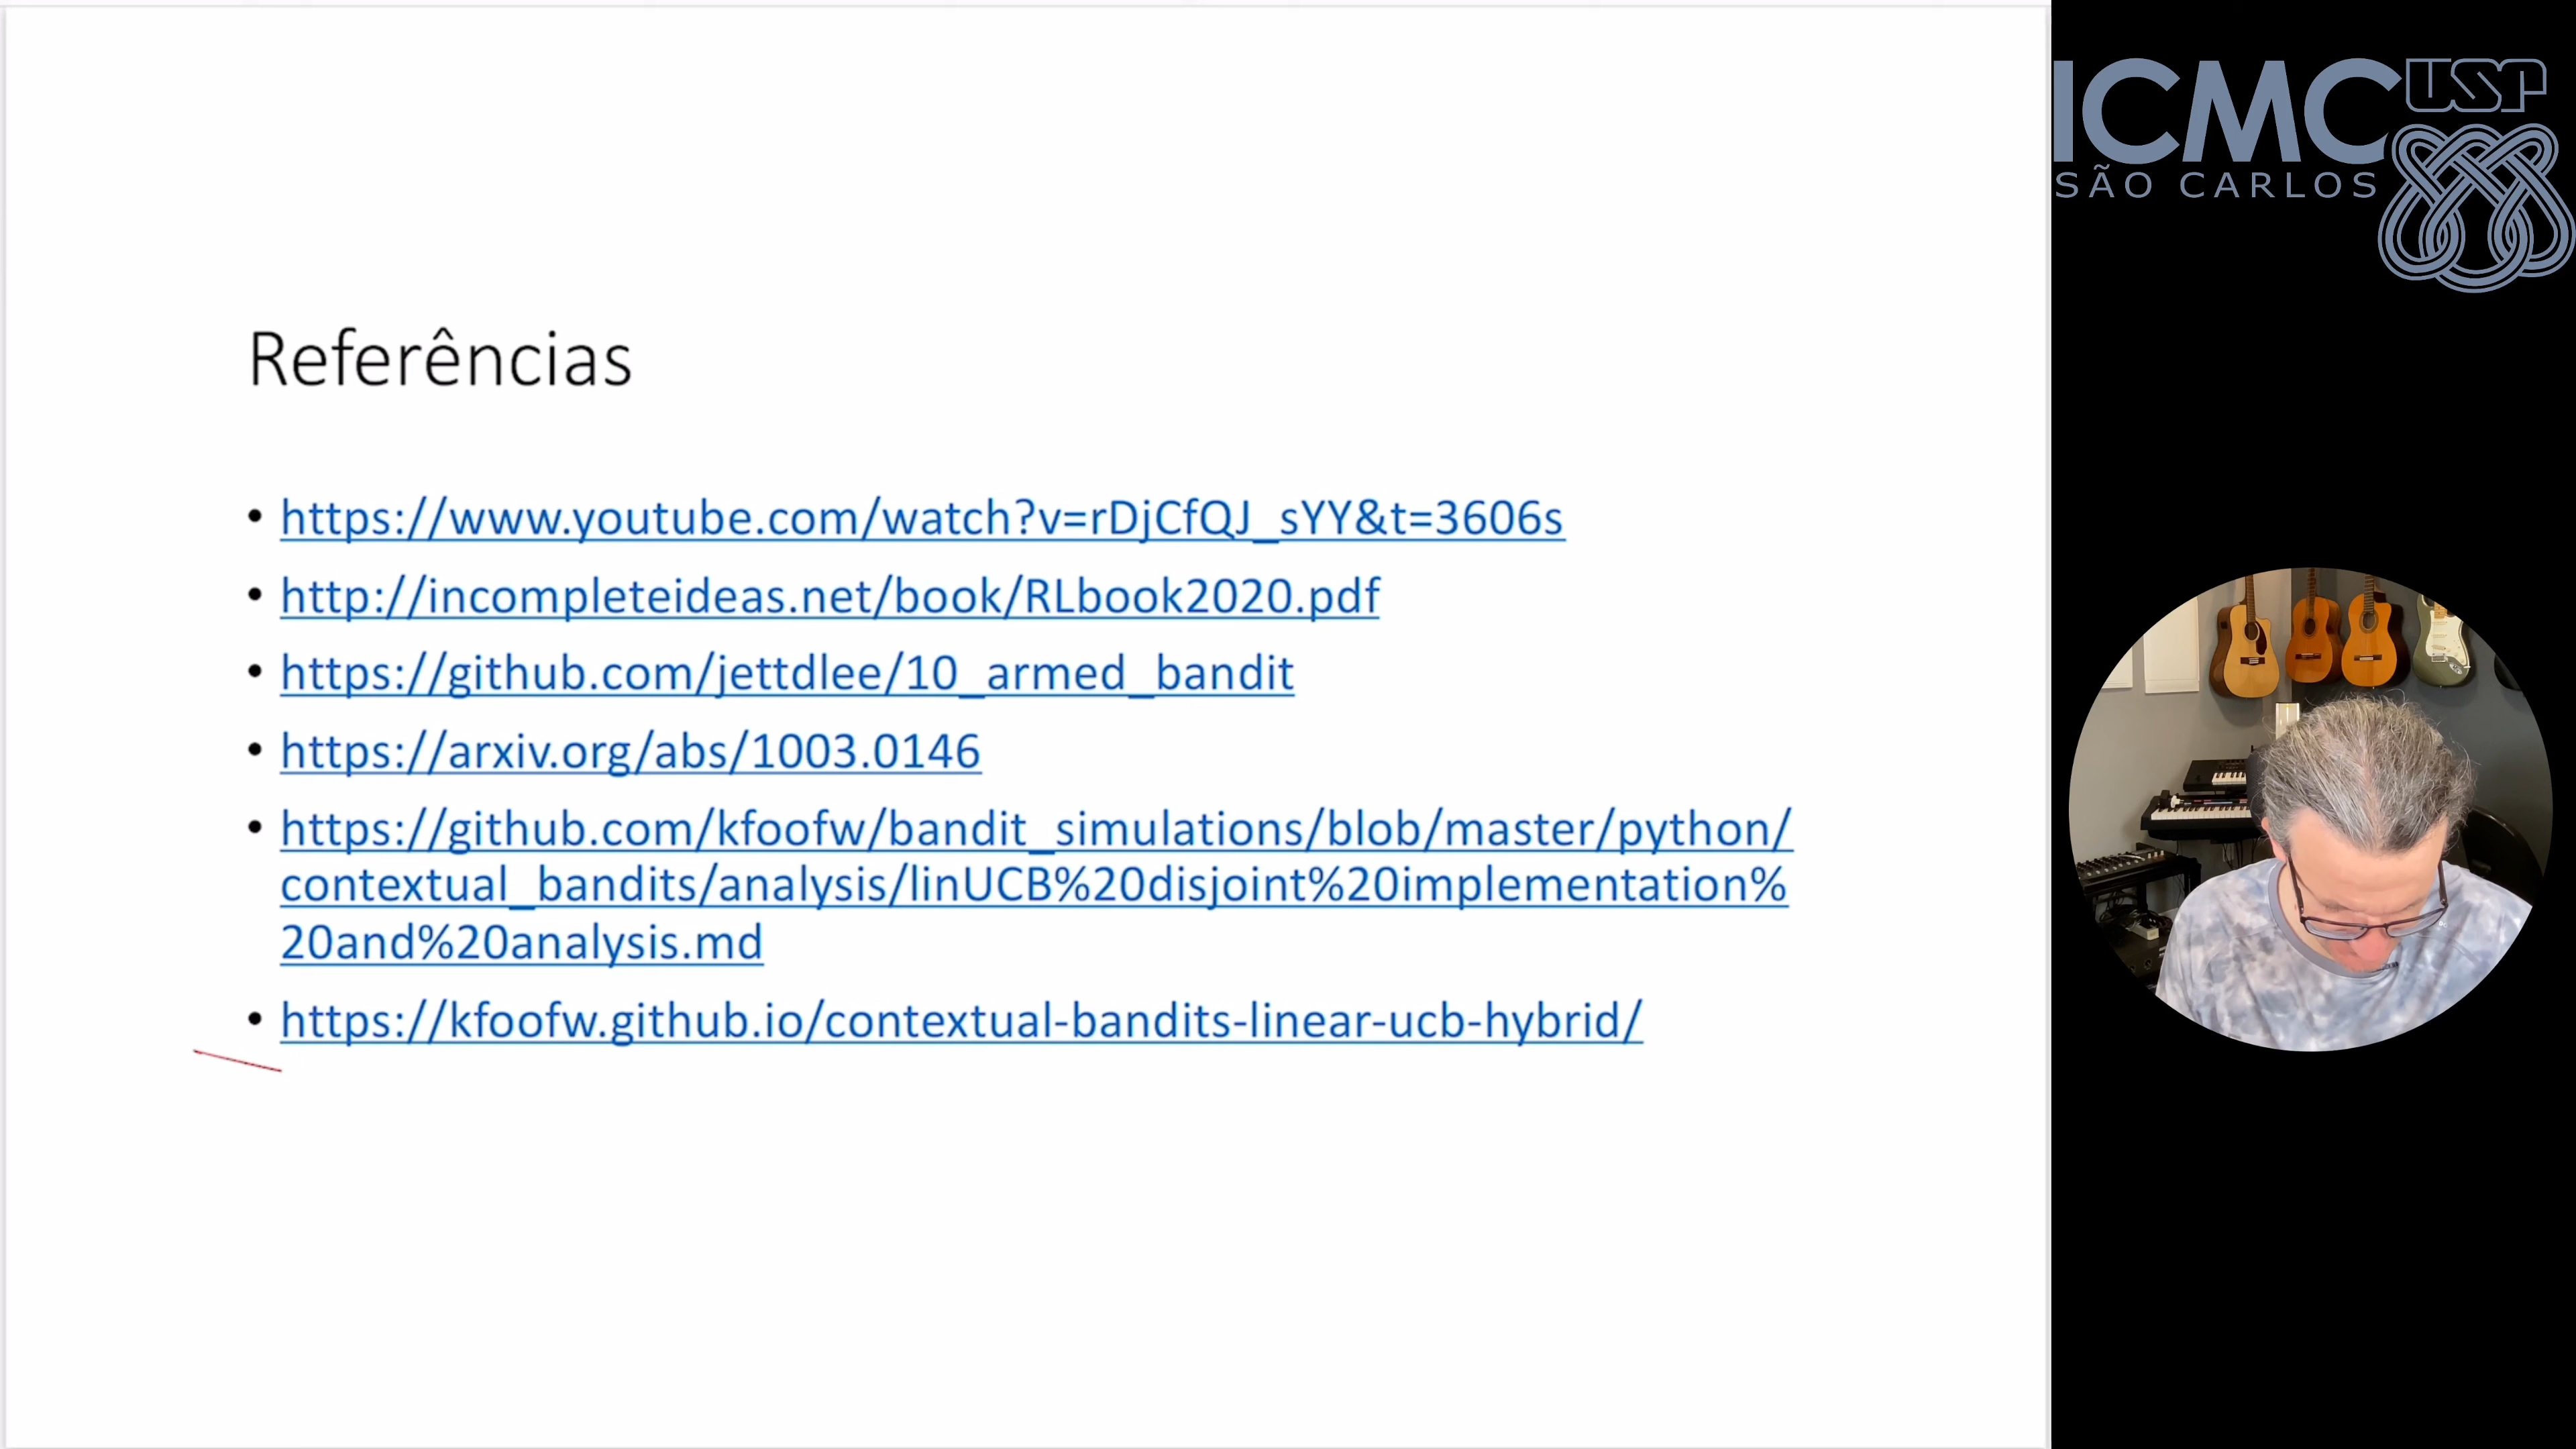 Referências
• https://www.youtube.com/watch?v=rDjCfQJ_sYY&t=3606s
• http://incompleteideas.net/book/RLbook2020.pdf
• https://github.com/jettdlee/10_armed_bandit
• https://arxiv.org/abs/1003.0146
• https://github.com/kfoofw/bandit_simulations/blob/master/python/
contextual_bandits/analysis/linUCB%20disjoint%20implementation%
20and%20analysis.md
• https://kfoofw.github.io/contextual-bandits-linear-ucb-hybrid/
ICMC USP
SÃO CARLOS